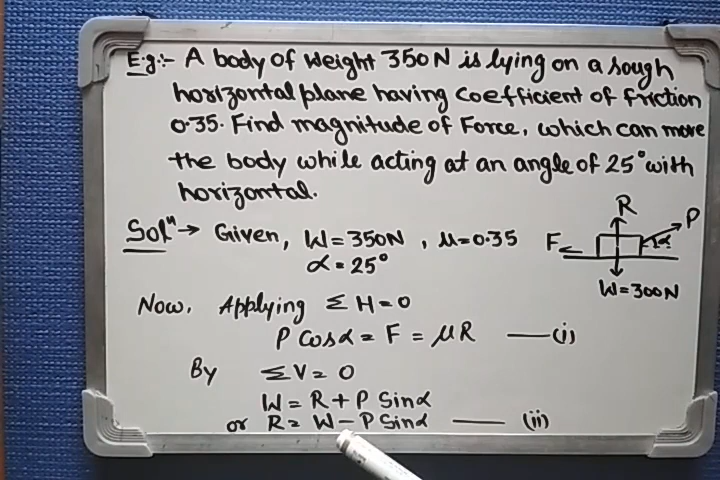 E.g:- A body of Weight 350N is lying on a rough
horizontal plane having Coefficient of friction
0.35. Find magnitude of Force, which can move
the body while acting at an angle of 25° with
horizontal.
Solⁿ → Given, W=350N, μ=0.35
α=25°
R
P
F
α
W=300N
Now, Applying ΣH=0
P Cosα = F = μR —(i)
By ΣV=0
W=R+P Sinα
or R= W-P Sinα — (ii)